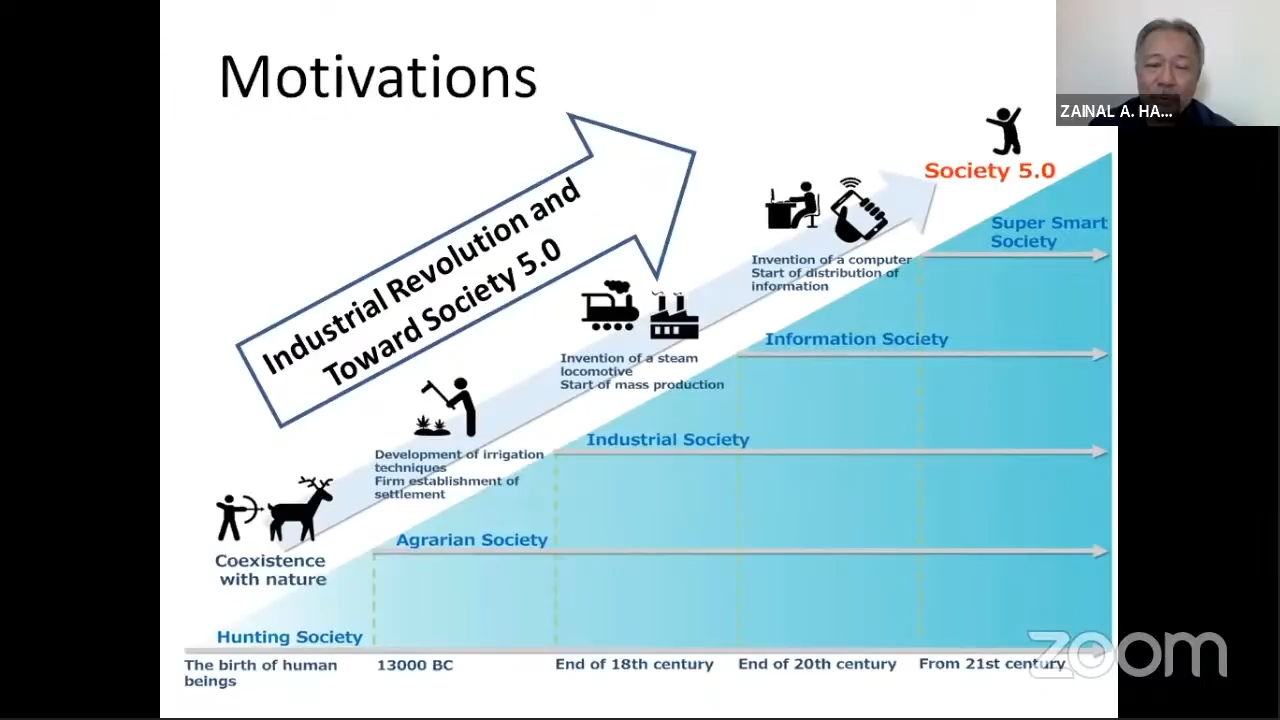 Motivations
ZAINAL A. HA...
Industrial Revolution and
Toward Society 5.0
Society 5.0
Super Smart
Society
Invention of a computer
Start of distribution of
information
Information Society
Invention of a steam
locomotive
Start of mass production
Industrial Society
Development of irrigation
techniques
Firm establishment of
settlement
Agrarian Society
Coexistence
with nature
Hunting Society
The birth of human
beings
13000 BC
End of 18th century
End of 20th century
From 21st century
zoom